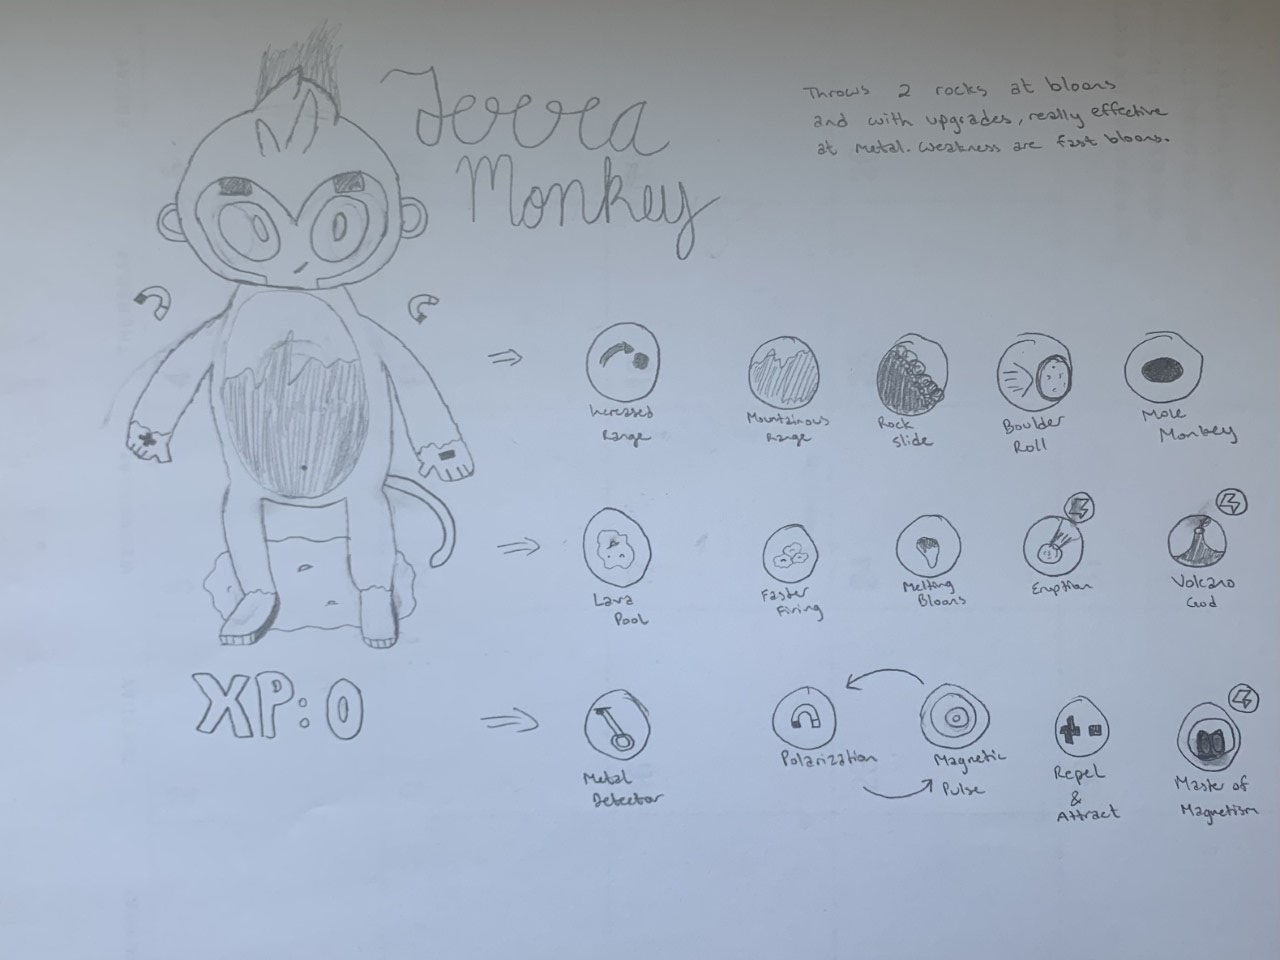 Terra
Monkey
Throws 2 rocks at bloons
and with upgrades, really effective
at Metal. Weakness are fast bloons.
Increased
Range
Mountainous
Range
Rock
Slide
Boulder
Roll
Mole
Monkey
Lava
Pool
Faster
Firing
Melting
Bloons
Eruption
Volcano
God
XP: 0
Metal
Detector
Polarization
Magnetic
Pulse
Repel
&
Attract
Master of
Magnetism